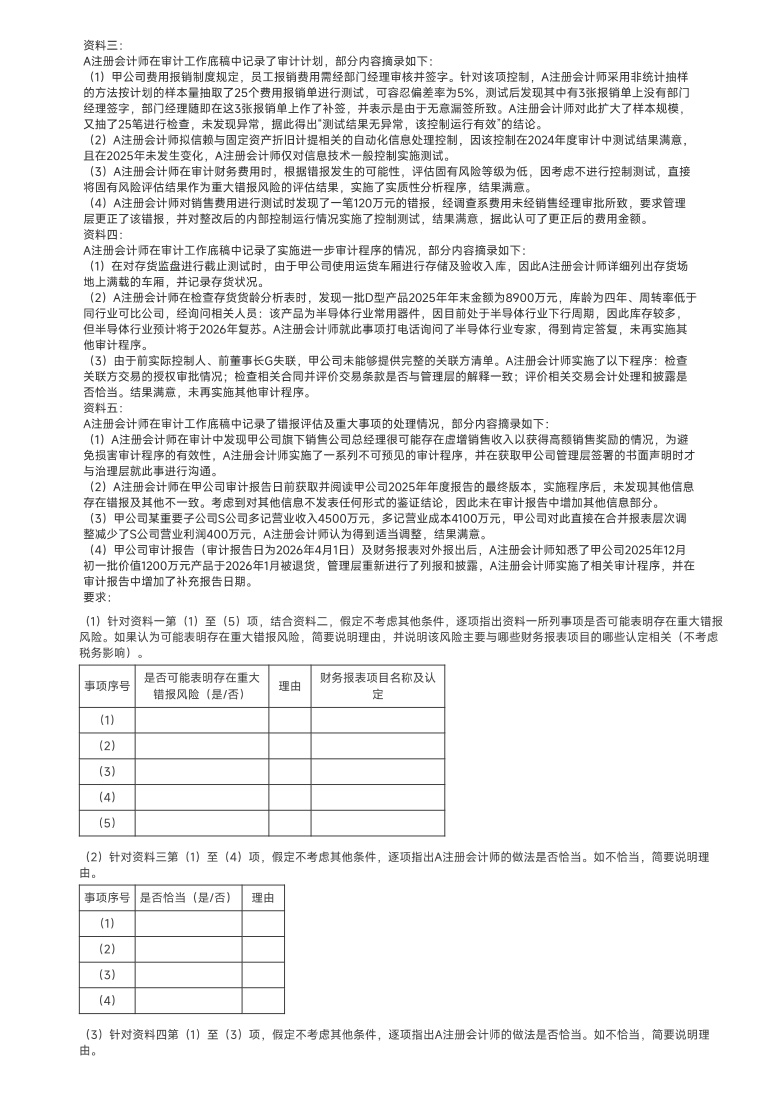 资料三：
A注册会计师在审计工作底稿中记录了审计计划，部分内容摘录如下：
（1）甲公司费用报销制度规定，员工报销费用需经部门经理审核并签字。针对该项控制，A注册会计师采用非统计抽样
的方法按计划的样本量抽取了25个费用报销单进行测试，可容忍偏差率为5%，测试后发现其中有3张报销单上没有部门
经理签字，部门经理随即在这3张报销单上作了补签，并表示是由于无意漏签所致。A注册会计师对此扩大了样本规模，
又抽了25笔进行检查，未发现异常，据此得出“测试结果无异常，该控制运行有效”的结论。
（2）A注册会计师拟信赖与固定资产折旧计提相关的自动化信息处理控制，因该控制在2024年度审计中测试结果满意，
且在2025年未发生变化，A注册会计师仅对信息技术一般控制实施测试。
（3）A注册会计师在审计财务费用时，根据错报发生的可能性，评估固有风险等级为低，因考虑不进行控制测试，直接
将固有风险评估结果作为重大错报风险的评估结果，实施了实质性分析程序，结果满意。
（4）A注册会计师对销售费用进行测试时发现了一笔120万元的错报，经调查系费用未经销售经理审批所致，要求管理
层更正了该错报，并对整改后的内部控制运行情况实施了控制测试，结果满意，据此认可了更正后的费用金额。
资料四：
A注册会计师在审计工作底稿中记录了实施进一步审计程序的情况，部分内容摘录如下：
（1）在对存货监盘进行截止测试时，由于甲公司使用运货车厢进行存储及验收入库，因此A注册会计师详细列出存货场
地上满载的车厢，并记录存货状况。
（2）A注册会计师在检查存货货龄分析表时，发现一批D型产品2025年年末金额为8900万元，库龄为四年、周转率低于
同行业可比公司，经询问相关人员：该产品为半导体行业常用器件，因目前处于半导体行业下行周期，因此库存较多，
但半导体行业预计将于2026年复苏。A注册会计师就此事项打电话询问了半导体行业专家，得到肯定答复，未再实施其
他审计程序。
（3）由于前实际控制人、前董事长G失联，甲公司未能够提供完整的关联方清单。A注册会计师实施了以下程序：检查
关联方交易的授权审批情况；检查相关合同并评价交易条款是否与管理层的解释一致；评价相关交易会计处理和披露是
否恰当。结果满意，未再实施其他审计程序。
资料五：
A注册会计师在审计工作底稿中记录了错报评估及重大事项的处理情况，部分内容摘录如下：
（1）A注册会计师在审计中发现甲公司旗下销售公司总经理很可能存在虚增销售收入以获得高额销售奖励的情况，为避
免损害审计程序的有效性，A注册会计师实施了一系列不可预见的审计程序，并在获取甲公司管理层签署的书面声明时才
与治理层就此事进行沟通。
（2）A注册会计师在甲公司审计报告日前获取并阅读甲公司2025年年度报告的最终版本，实施程序后，未发现其他信息
存在错报及其他不一致。考虑到对其他信息不发表任何形式的鉴证结论，因此未在审计报告中增加其他信息部分。
（3）甲公司某重要子公司S公司多记营业收入4500万元，多记营业成本4100万元，甲公司对此直接在合并报表层次调
整减少了S公司营业利润400万元，A注册会计师认为得到适当调整，结果满意。
（4）甲公司审计报告（审计报告日为2026年4月1日）及财务报表对外报出后，A注册会计师知悉了甲公司2025年12月
初一批价值1200万元产品于2026年1月被退货，管理层重新进行了列报和披露，A注册会计师实施了相关审计程序，并在
审计报告中增加了补充报告日期。
要求：
（1）针对资料一第（1）至（5）项，结合资料二，假定不考虑其他条件，逐项指出资料一所列事项是否可能表明存在重大错报
风险。如果认为可能表明存在重大错报风险，简要说明理由，并说明该风险主要与哪些财务报表项目的哪些认定相关（不考虑
税务影响）。
事项序号 是否可能表明存在重大错报风险（是/否） 理由 财务报表项目名称及认定
（1）
（2）
（3）
（4）
（5）
（2）针对资料三第（1）至（4）项，假定不考虑其他条件，逐项指出A注册会计师的做法是否恰当。如不恰当，简要说明理
由。
事项序号 是否恰当（是/否） 理由
（1）
（2）
（3）
（4）
（3）针对资料四第（1）至（3）项，假定不考虑其他条件，逐项指出A注册会计师的做法是否恰当。如不恰当，简要说明理
由。